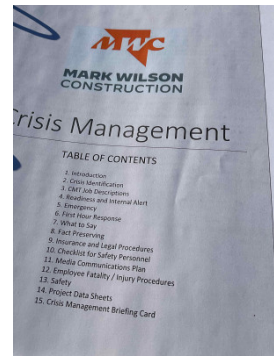 MWC
MARK WILSON
CONSTRUCTION
Crisis Management
TABLE OF CONTENTS
1. Introduction
2. Crisis Identification
3. CMT Job Descriptions
4. Readiness and Internal Alert
5. Emergency
6. First Hour Response
7. What to Say
8. Fact Preserving
9. Insurance and Legal Procedures
10. Checklist for Safety Personnel
11. Media Communications Plan
12. Employee Fatality / Injury Procedures
13. Safety
14. Project Data Sheets
15. Crisis Management Briefing Card